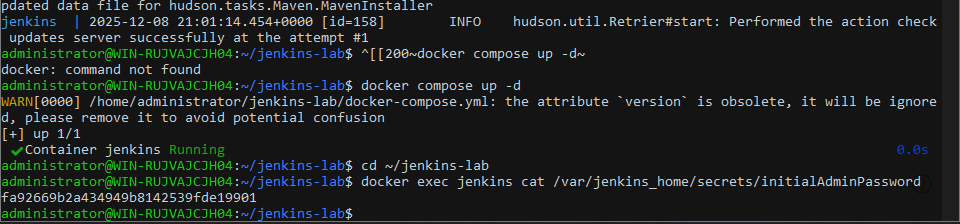 pdated data file for hudson.tasks.Maven.MavenInstaller
jenkins  | 2025-12-08 21:01:14.454+0000 [id=158]       INFO    hudson.util.Retrier#start: Performed the action check
 updates server successfully at the attempt #1
administrator@WIN-RUJVAJCJH04:~/jenkins-lab$ ^[[200~docker compose up -d~
docker: command not found
administrator@WIN-RUJVAJCJH04:~/jenkins-lab$ docker compose up -d
WARN[0000] /home/administrator/jenkins-lab/docker-compose.yml: the attribute `version` is obsolete, it will be ignore
d, please remove it to avoid potential confusion
[+] up 1/1
 ✔Container jenkins Running                                                                                     0.0s
administrator@WIN-RUJVAJCJH04:~/jenkins-lab$ cd ~/jenkins-lab
administrator@WIN-RUJVAJCJH04:~/jenkins-lab$ docker exec jenkins cat /var/jenkins_home/secrets/initialAdminPassword
fa92669b2a434949b8142539fde19901
administrator@WIN-RUJVAJCJH04:~/jenkins-lab$